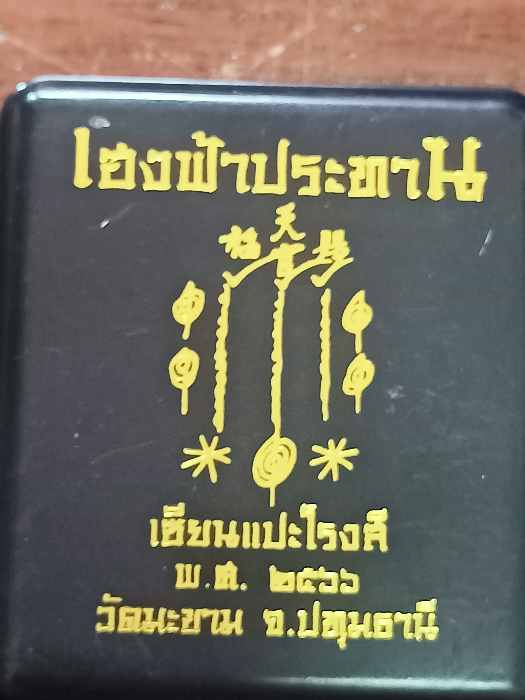 เฮงฟ้าประทาน
天
เซียนแปะโรงสี
พ.ศ. ๒๕๖๖
วัดมะขาม จ.ปทุมธานี